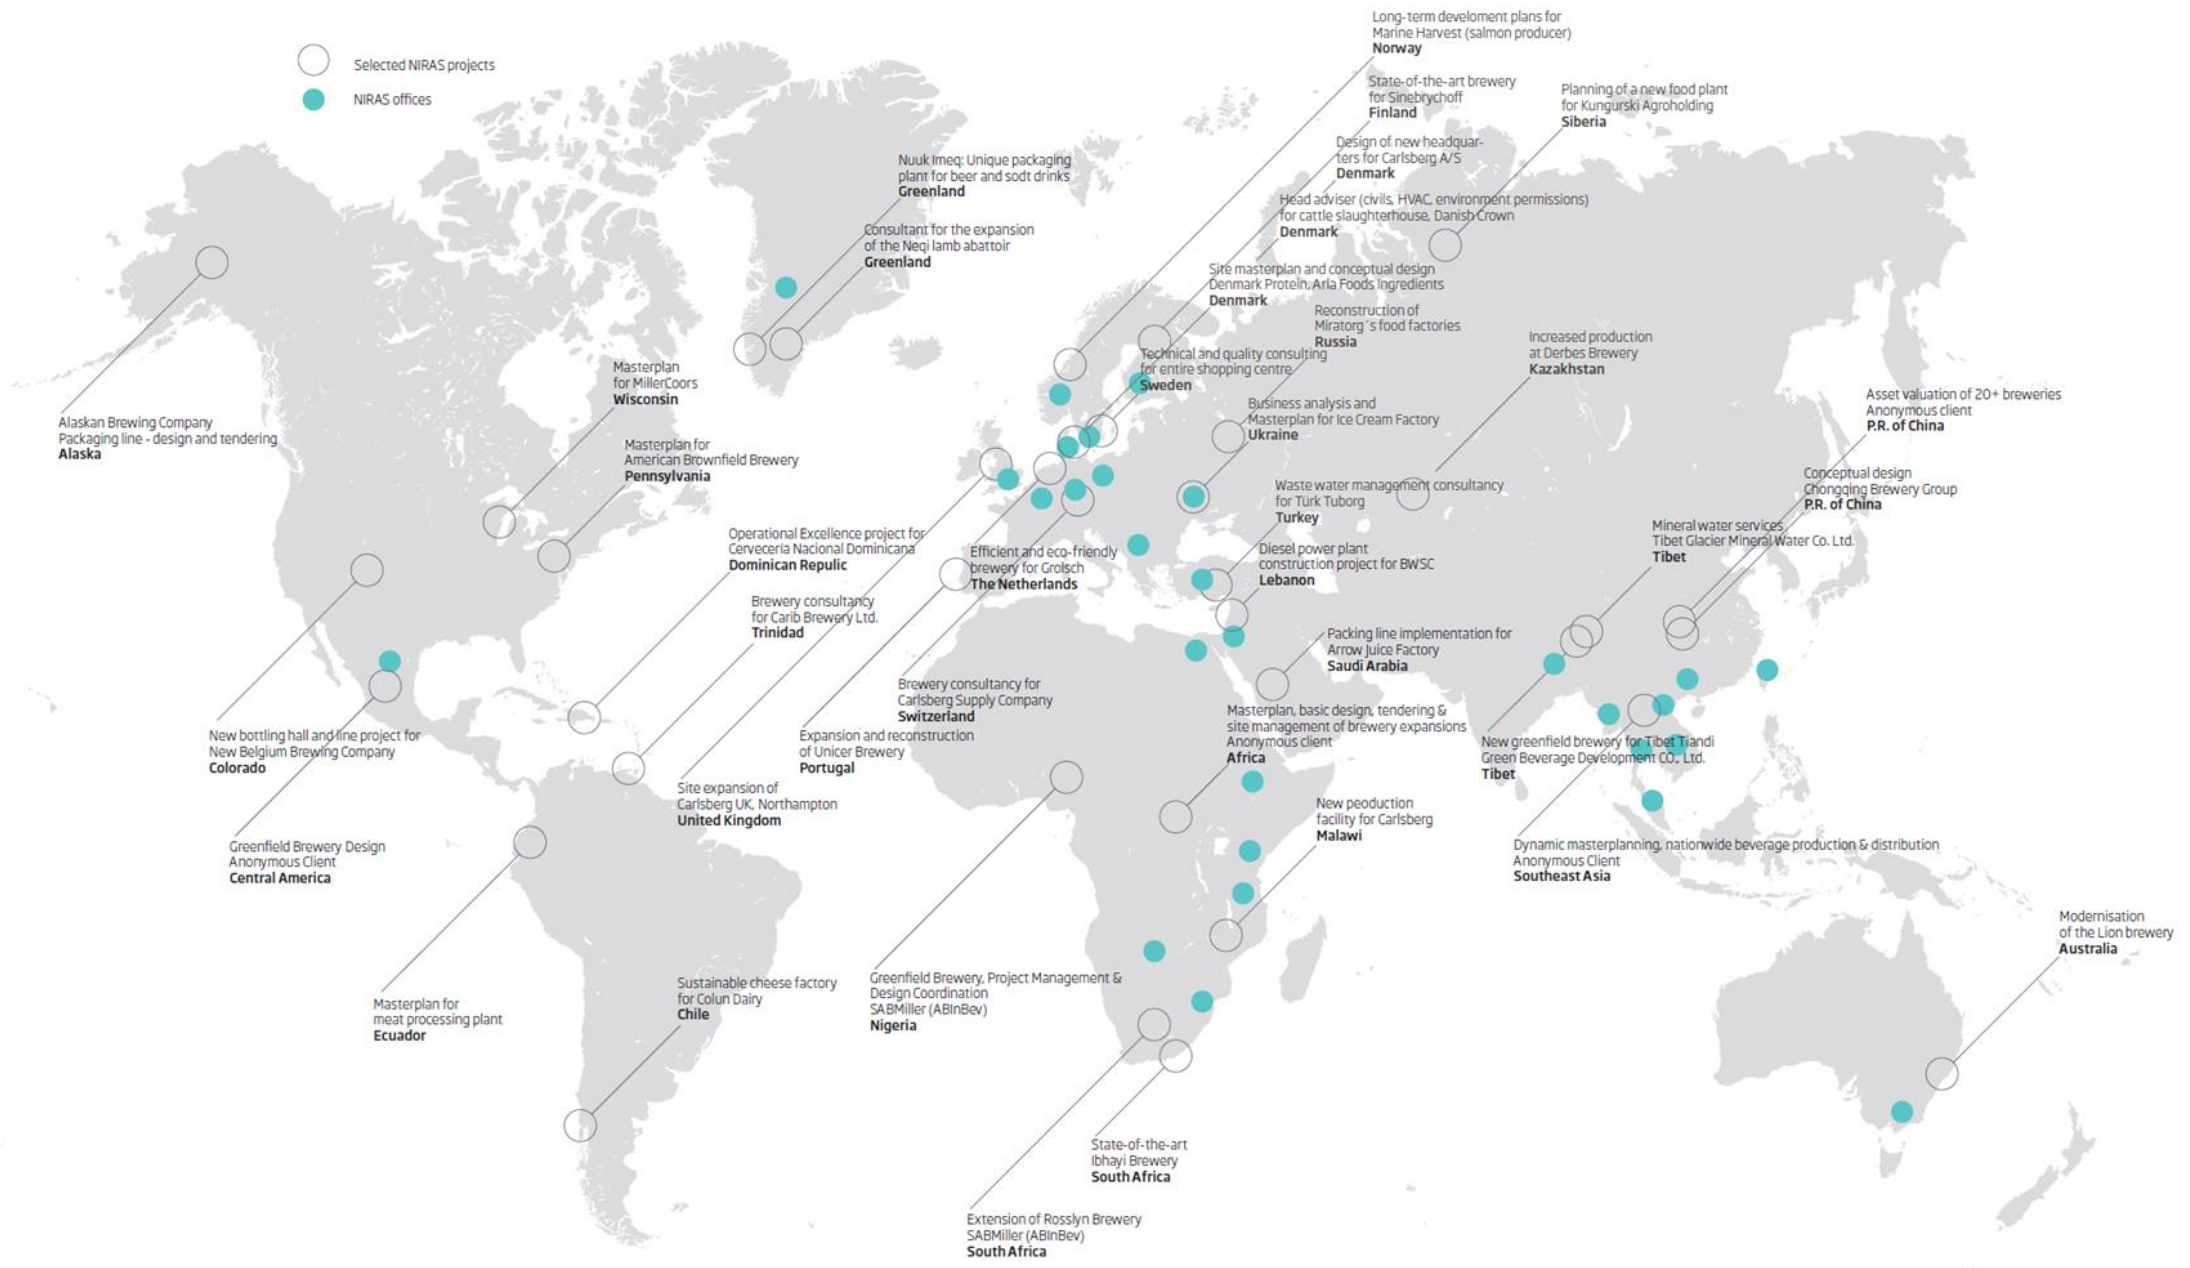 Selected NIRAS projects
NIRAS offices
Long-term develoment plans for
Marine Harvest (salmon producer)
Norway
State-of-the-art brewery
for Sinebrychoff
Finland
Planning of a new food plant
for Kungurski Agroholding
Siberia
Design of new headquar-
ters for Carlsberg A/S
Denmark
Nuuk Imeq: Unique packaging
plant for beer and sodt drinks
Greenland
Head adviser (civils, HVAC, environment permissions)
for cattle slaughterhouse, Danish Crown
Denmark
Consultant for the expansion
of the Neqi lamb abattoir
Greenland
Site masterplan and conceptual design
Denmark Protein, Arla Foods Ingredients
Denmark
Reconstruction of
Miratorg´s food factories
Russia
Technical and quality consulting
for entire shopping centre
Sweden
Increased production
at Derbes Brewery
Kazakhstan
Masterplan
for MillerCoors
Wisconsin
Asset valuation of 20+ breweries
Anonymous client
P.R. of China
Business analysis and
Masterplan for Ice Cream Factory
Ukraine
Alaskan Brewing Company
Packaging line - design and tendering
Alaska
Masterplan for
American Brownfield Brewery
Pennsylvania
Conceptual design
Chongqing Brewery Group
P.R. of China
Waste water management consultancy
for Türk Tuborg
Turkey
Mineral water services
Tibet Glacier Mineral Water Co. Ltd.
Tibet
Operational Excellence project for
Cervecería Nacional Dominicana
Dominican Repulic
Efficient and eco-friendly
brewery for Grolsch
The Netherlands
Diesel power plant
construction project for BWSC
Lebanon
Brewery consultancy
for Carib Brewery Ltd.
Trinidad
Packing line implementation for
Arrow Juice Factory
Saudi Arabia
Brewery consultancy for
Carlsberg Supply Company
Switzerland
Masterplan, basic design, tendering &
site management of brewery expansions
Anonymous client
Africa
New bottling hall and line project for
New Belgium Brewing Company
Colorado
Expansion and reconstruction
of Unicer Brewery
Portugal
New greenfield brewery for Tibet Tiandi
Green Beverage Development CO., Ltd.
Tibet
Site expansion of
Carlsberg UK, Northampton
United Kingdom
New peoduction
facility for Carlsberg
Malawi
Greenfield Brewery Design
Anonymous Client
Central America
Dynamic masterplanning, nationwide beverage production & distribution
Anonymous Client
Southeast Asia
Modernisation
of the Lion brewery
Australia
Greenfield Brewery, Project Management &
Design Coordination
SABMiller (ABInBev)
Nigeria
Sustainable cheese factory
for Colun Dairy
Chile
Masterplan for
meat processing plant
Ecuador
State-of-the-art
Ibhayi Brewery
South Africa
Extension of Rosslyn Brewery
SABMiller (ABInBev)
South Africa